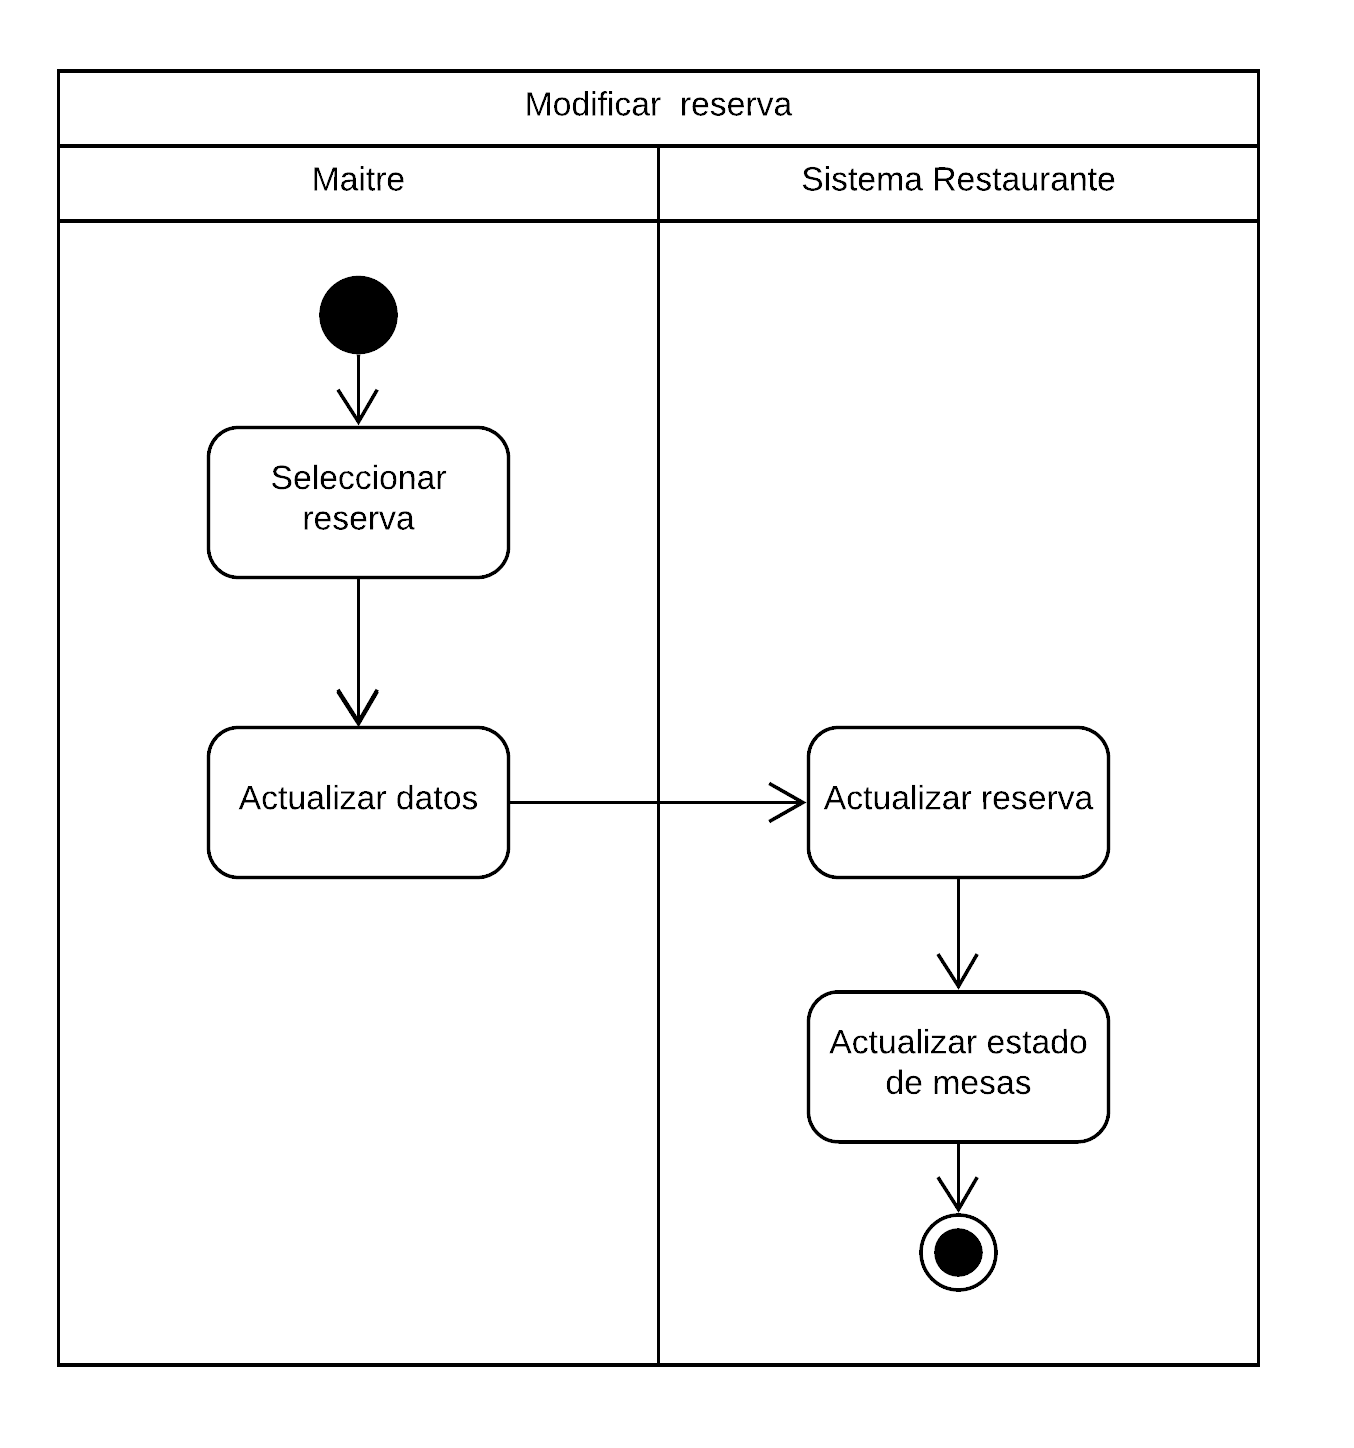 Modificar  reserva
Maitre
Sistema Restaurante
Seleccionar
reserva
Actualizar datos
Actualizar reserva
Actualizar estado
de mesas